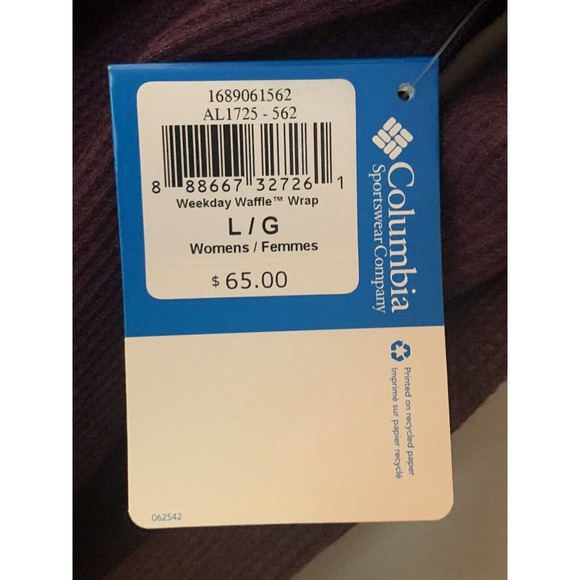 1689061562
AL1725 - 562
8 88667 32726 1
Weekday Waffle™ Wrap
L / G
Womens / Femmes
$ 65.00
Columbia
Sportswear Company
Printed on recycled paper
Imprimé sur papier recyclé
062542